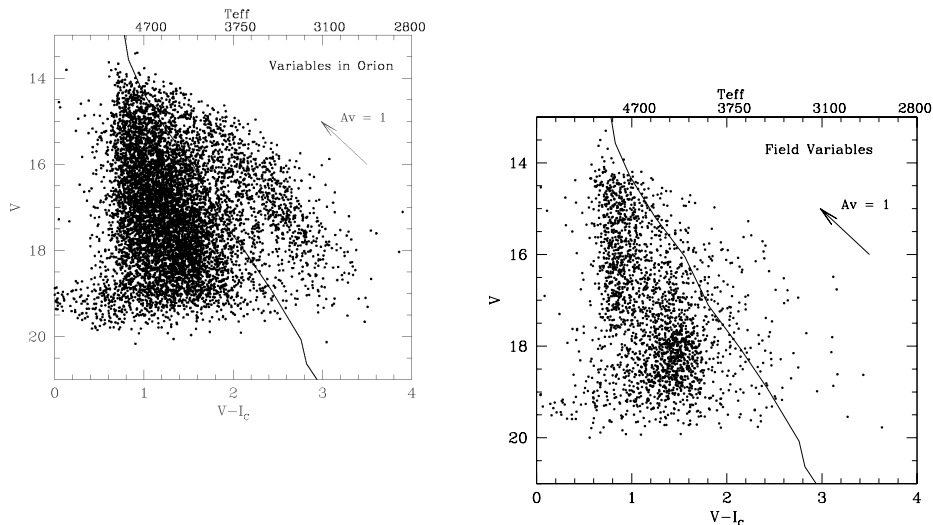 Teff
4700 3750 3100 2800
Variables in Orion
Av = 1
14
16
18
20
V
0 1 2 3 4
V−I_C
Teff
4700 3750 3100 2800
Field Variables
Av = 1
14
16
18
20
V
0 1 2 3 4
V−I_C